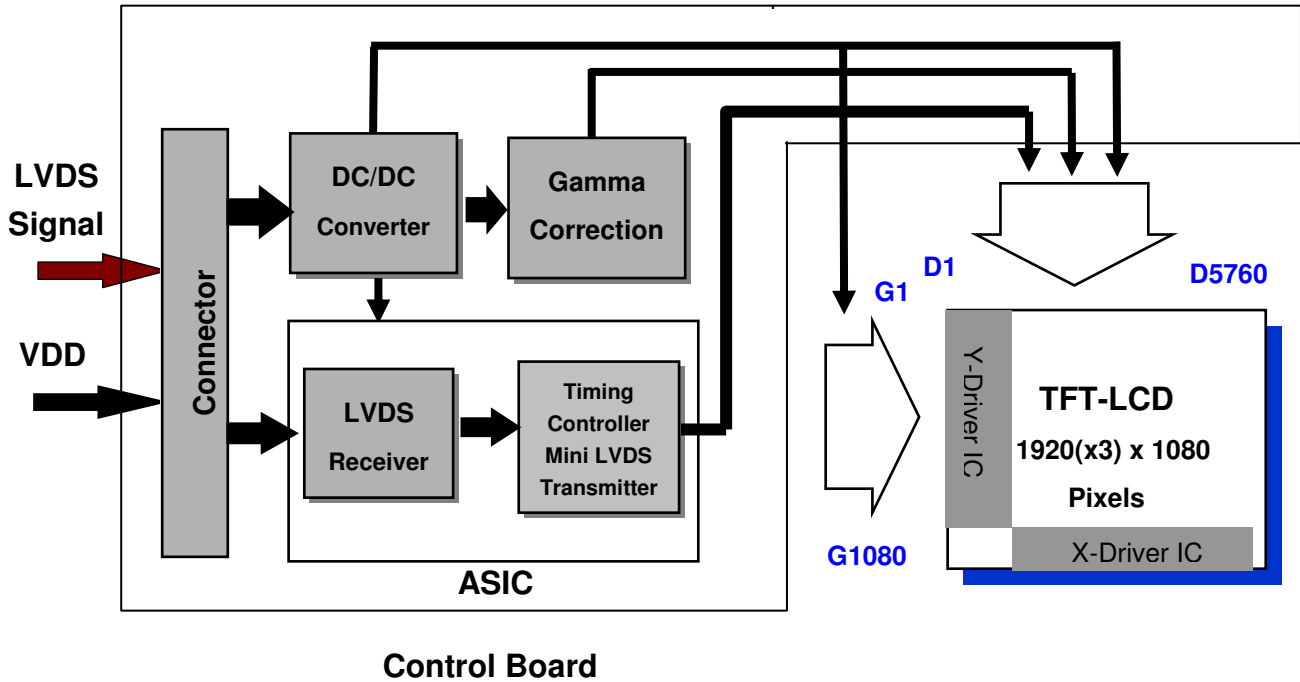 LVDS
Signal
VDD
Connector
DC/DC
Converter
Gamma
Correction
LVDS
Receiver
Timing
Controller
Mini LVDS
Transmitter
ASIC
Control Board
D1
G1
D5760
G1080
Y-Driver IC
TFT-LCD
1920(x3) x 1080
Pixels
X-Driver IC